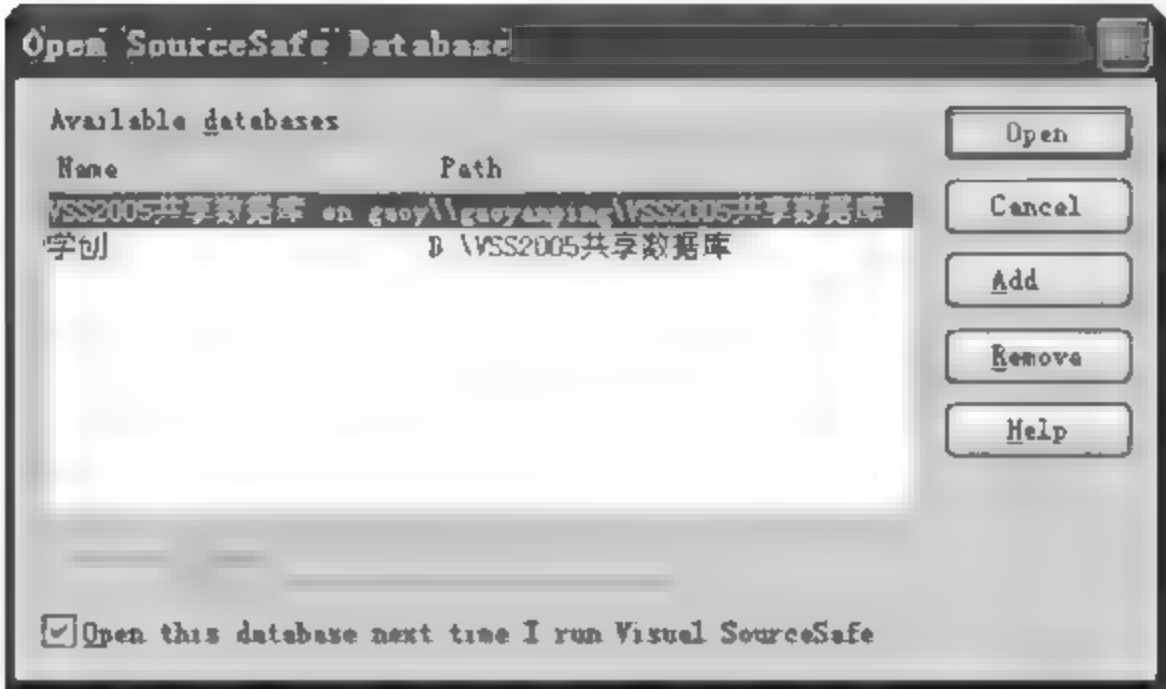 Open SourceSafe Database
Available databases
Name Path
VSS2005共享数据库 on gaoy\\gaoyanping\VSS2005共享数据库
学创 D \VSS2005共享数据库
Open
Cancel
Add
Remove
Help
Open this database next time I run Visual SourceSafe